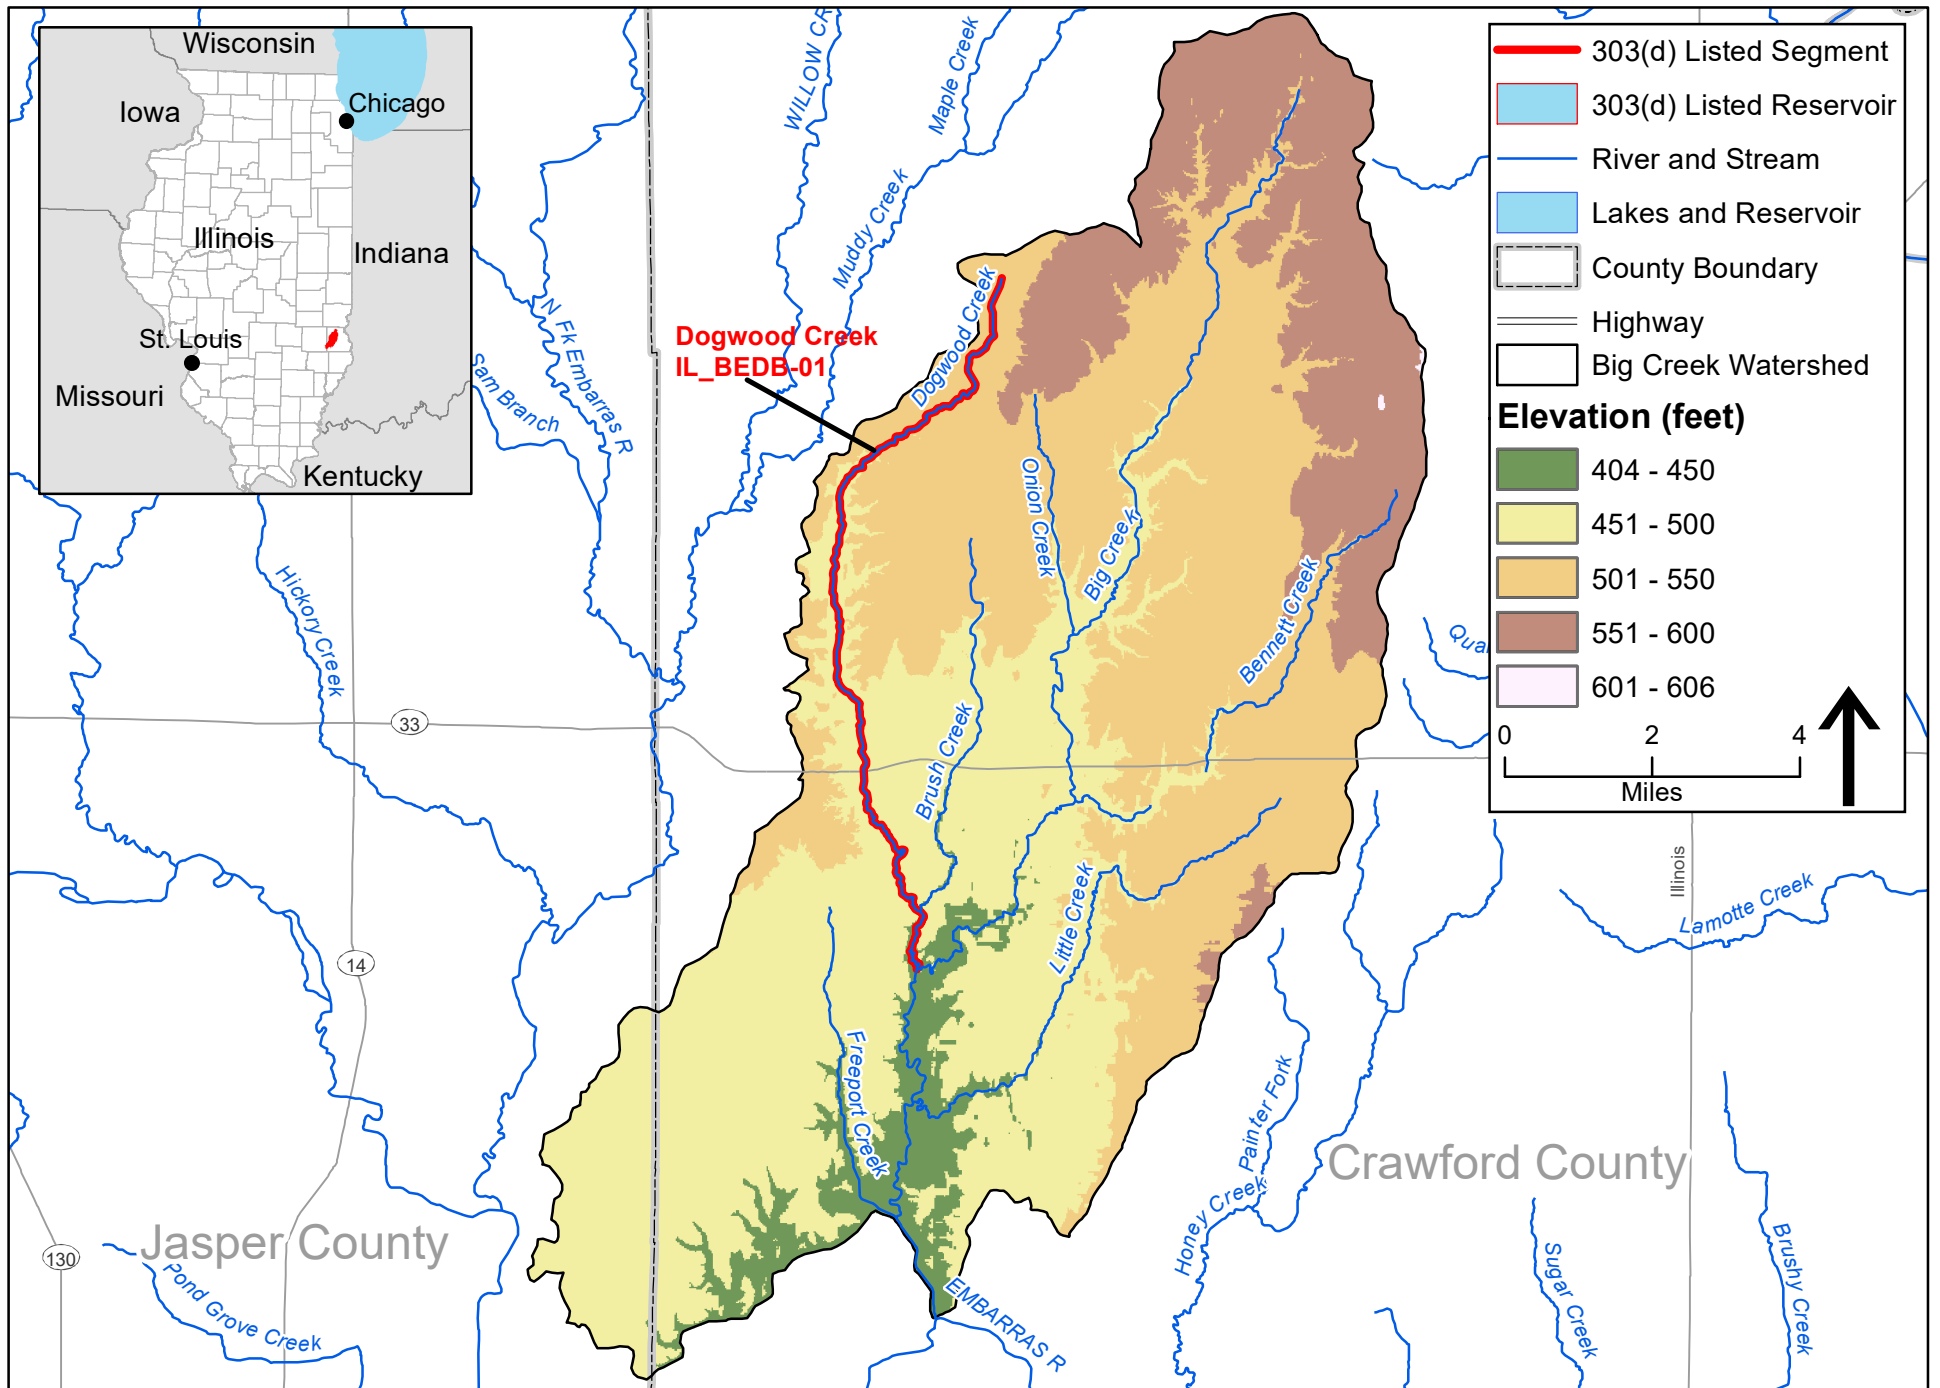 Wisconsin
Iowa
Chicago
Illinois
Indiana
St. Louis
Missouri
Kentucky
WILLOW CR
Maple Creek
Muddy Creek
N Fk Embarras R
Sam Branch
Dogwood Creek
IL_BEDB-01
Dogwood Creek
Onion Creek
Big Creek
Bennett Creek
Hickory Creek
Brush Creek
33
Little Creek
14
Freeport Creek
Lamotte Creek
Illinois
Painter Fork
Honey Creek
Crawford County
Jasper County
130
Pond Grove Creek
EMBARRAS R
Sugar Creek
Brushy Creek
Qua
303(d) Listed Segment
303(d) Listed Reservoir
River and Stream
Lakes and Reservoir
County Boundary
Highway
Big Creek Watershed
Elevation (feet)
404 - 450
451 - 500
501 - 550
551 - 600
601 - 606
0 2 4
Miles